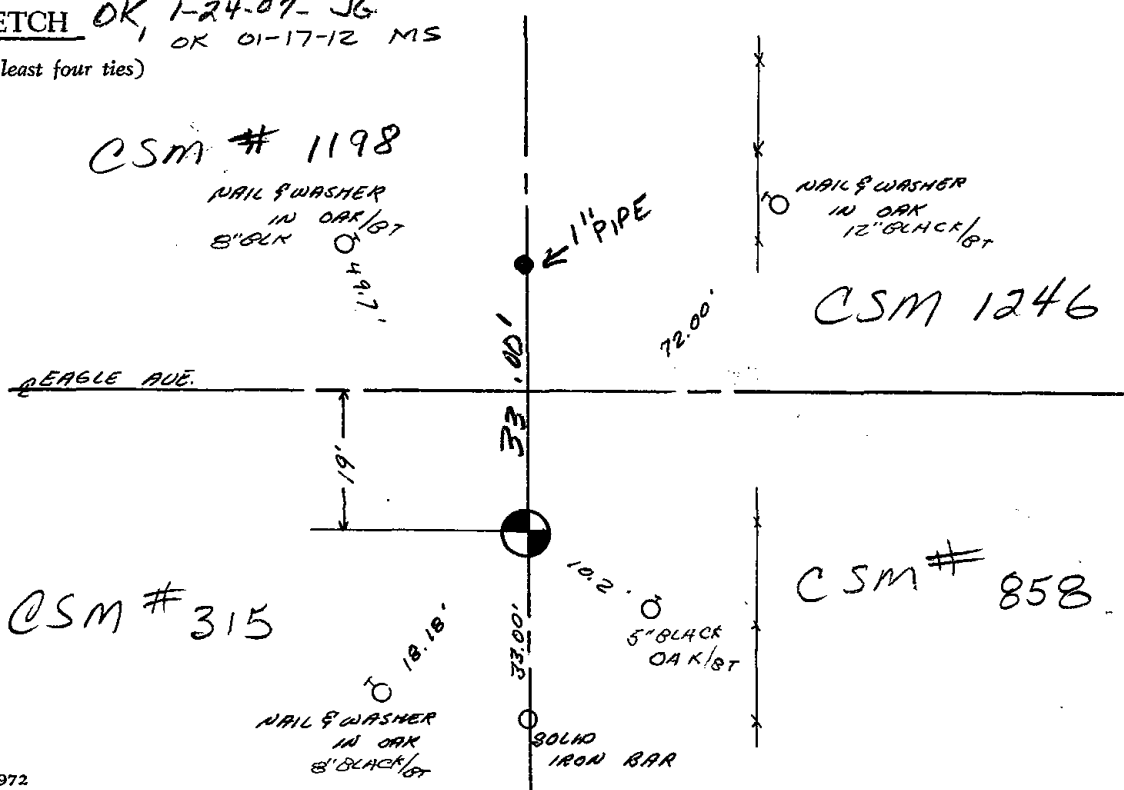 ETCH OK, 1-24-07- JG
OK 01-17-12 MS
least four ties)
CSM # 1198
NAIL & WASHER
IN OAK/BT
8"BLK
49.7'
1" PIPE
NAIL & WASHER
IN OAK
12"BLACK/BT
CSM 1246
72.00'
33.00'
℄ EAGLE AVE.
19'
CSM # 315
18.18'
NAIL & WASHER
IN OAK
8"BLACK/BT
33.00'
SOLID
IRON BAR
10.2'
5"BLACK
OAK/BT
CSM # 858
972